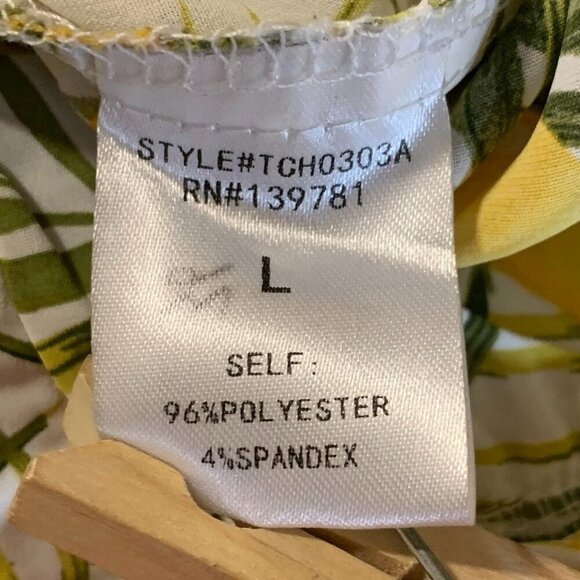 STYLE#TCH0303A
RN#139781
L
SELF:
96%POLYESTER
4%SPANDEX